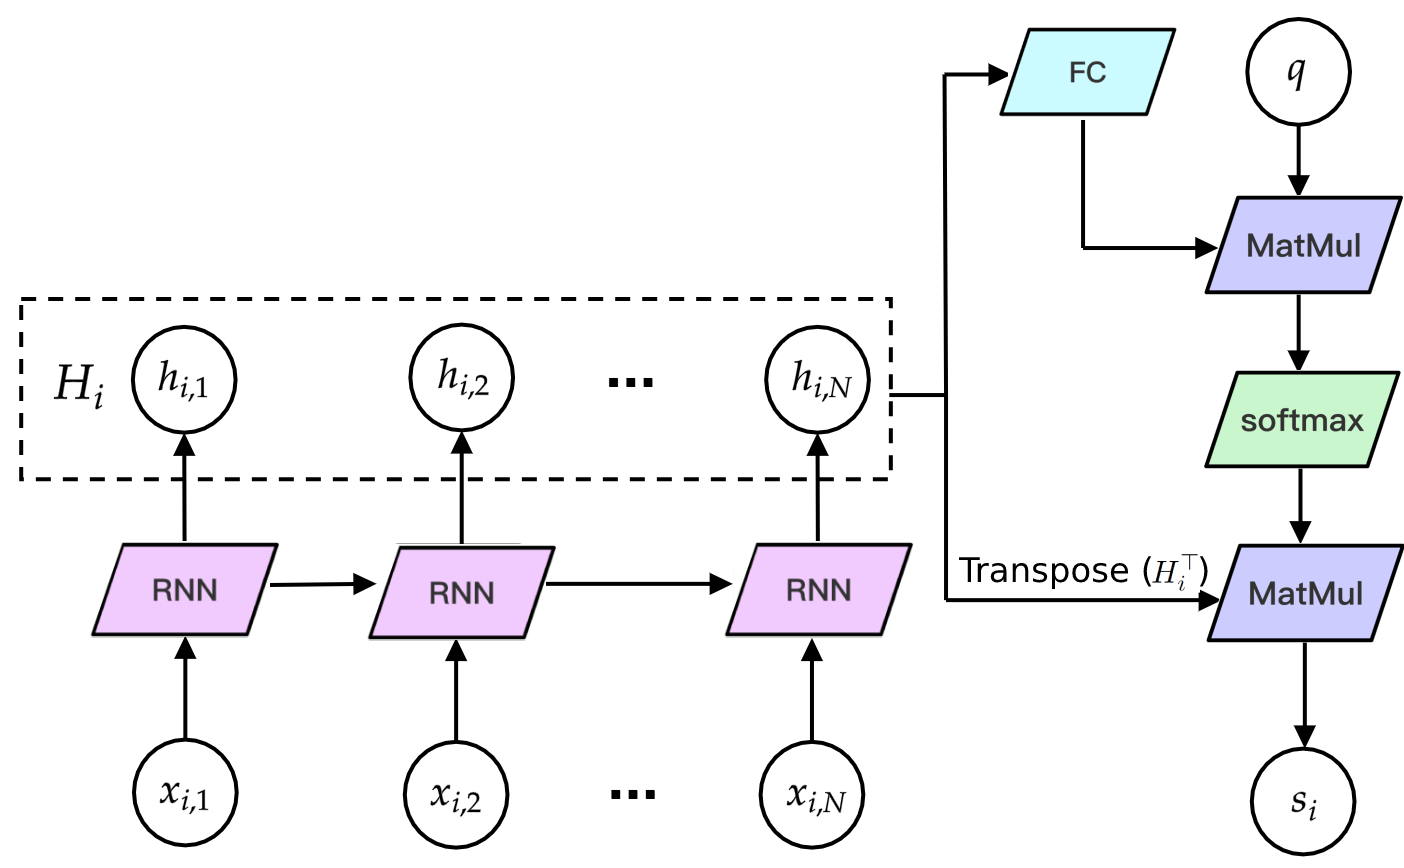 FC
q
MatMul
H_i
h_{i,1}
h_{i,2}
...
h_{i,N}
softmax
Transpose (H_i^⊤)
RNN
RNN
RNN
MatMul
x_{i,1}
x_{i,2}
...
x_{i,N}
s_i